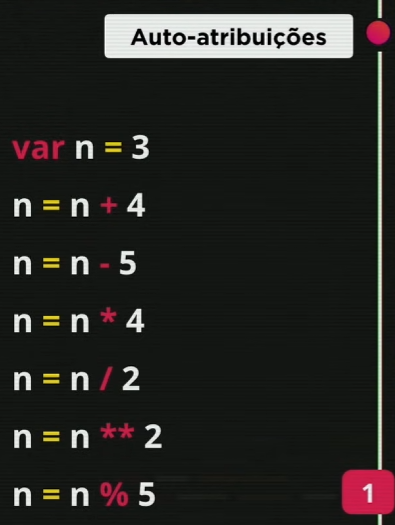 Auto-atribuições
var n = 3
n = n + 4
n = n - 5
n = n * 4
n = n / 2
n = n ** 2
n = n % 5
1